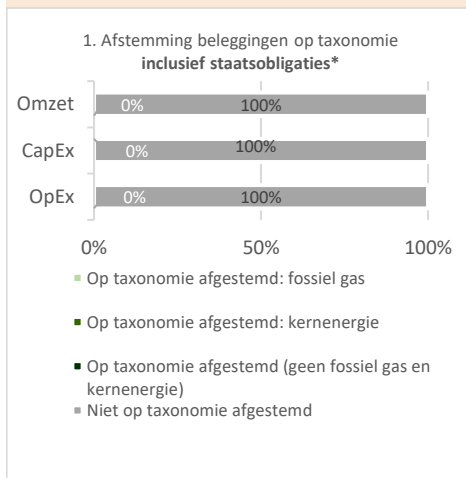 1. Afstemming beleggingen op taxonomie
inclusief staatsobligaties*
Omzet 0% 100%
CapEx 0% 100%
OpEx 0% 100%
0% 50% 100%
Op taxonomie afgestemd: fossiel gas
Op taxonomie afgestemd: kernenergie
Op taxonomie afgestemd (geen fossiel gas en
kernenergie)
Niet op taxonomie afgestemd